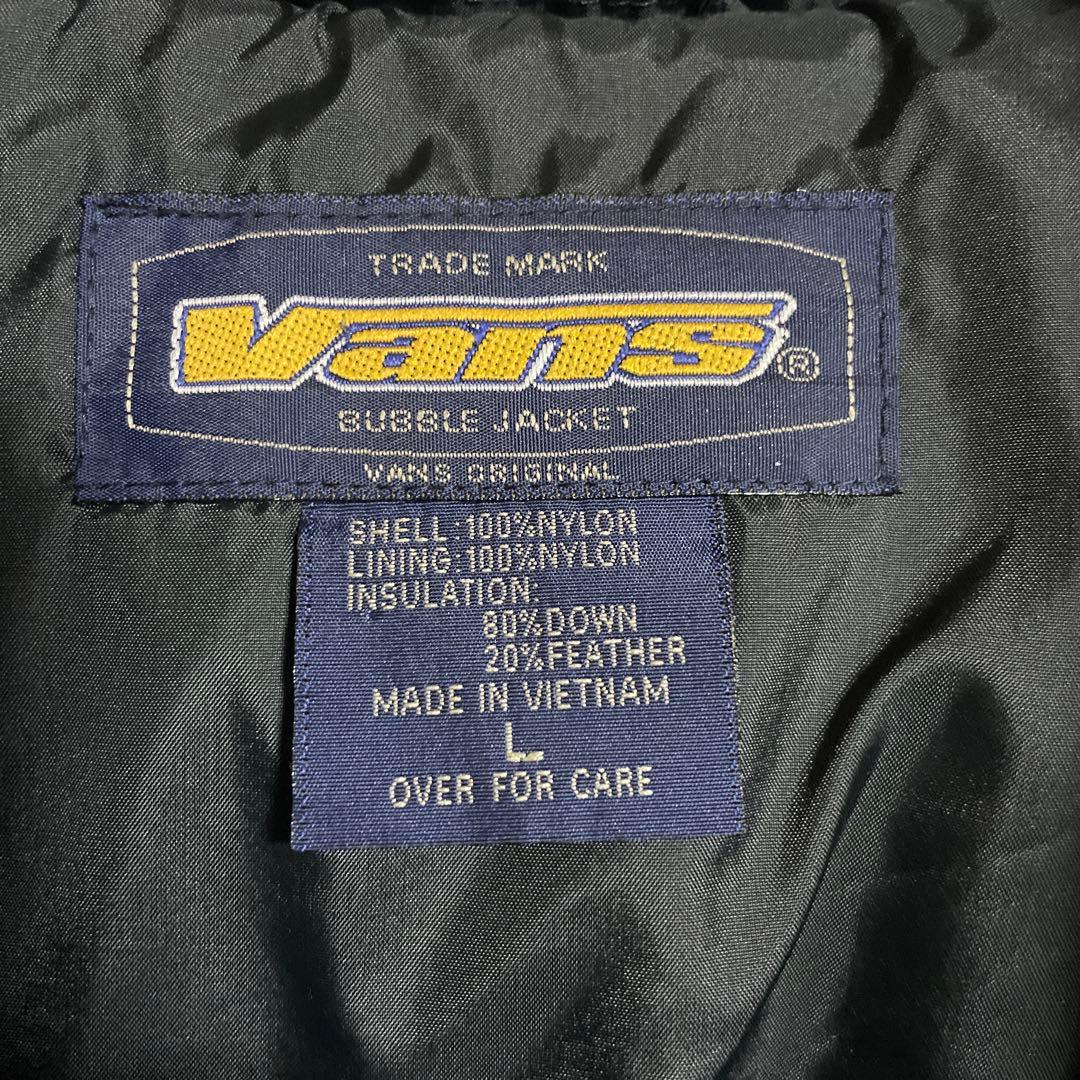 TRADE MARK
Vans®
BUBBLE JACKET
VANS ORIGINAL
SHELL:100%NYLON
LINING:100%NYLON
INSULATION:
80%DOWN
20%FEATHER
MADE IN VIETNAM
L
OVER FOR CARE